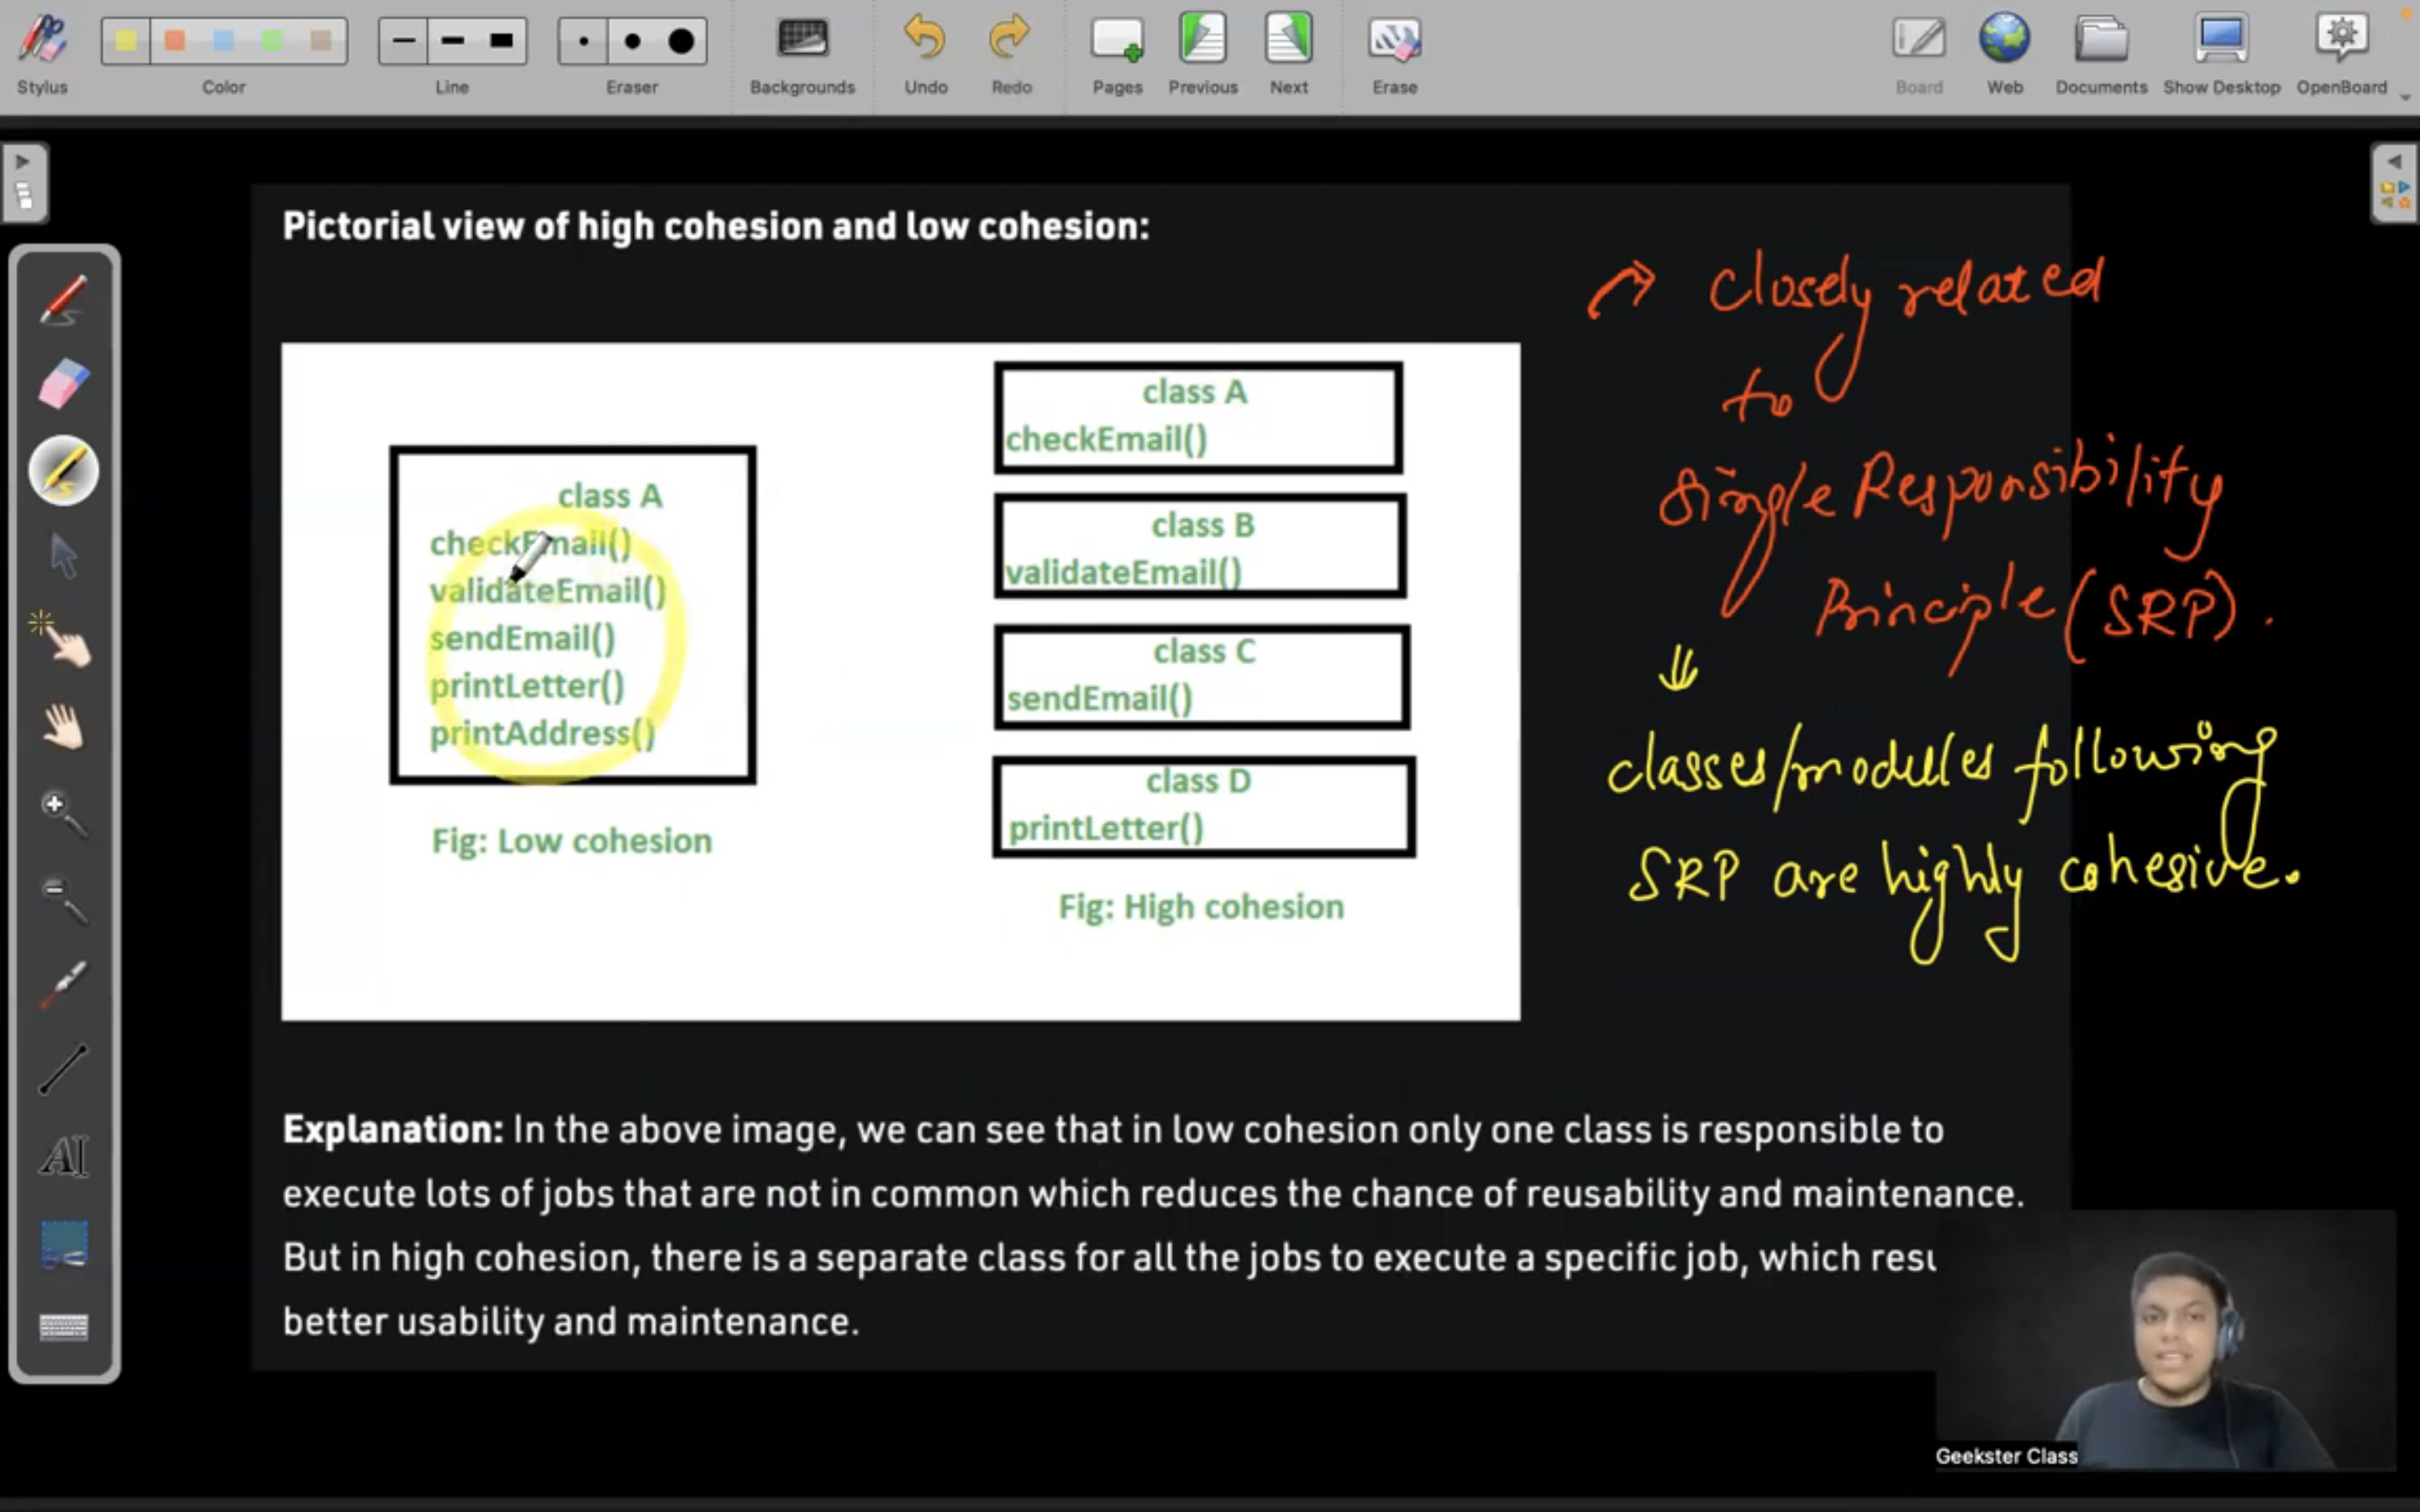 Stylus
Color
Line
Eraser
Backgrounds
Undo
Redo
Pages
Previous
Next
Erase
Board
Web
Documents
Show Desktop
OpenBoard
Pictorial view of high cohesion and low cohesion:
class A
checkEmail()
validateEmail()
sendEmail()
printLetter()
printAddress()
Fig: Low cohesion
class A
checkEmail()
class B
validateEmail()
class C
sendEmail()
class D
printLetter()
Fig: High cohesion
Closely related
to
Single Responsibility
Principle (SRP).
classes/modules following
SRP are highly cohesive.
Explanation: In the above image, we can see that in low cohesion only one class is responsible to
execute lots of jobs that are not in common which reduces the chance of reusability and maintenance.
But in high cohesion, there is a separate class for all the jobs to execute a specific job, which resu
better usability and maintenance.
AI
Geekster Class